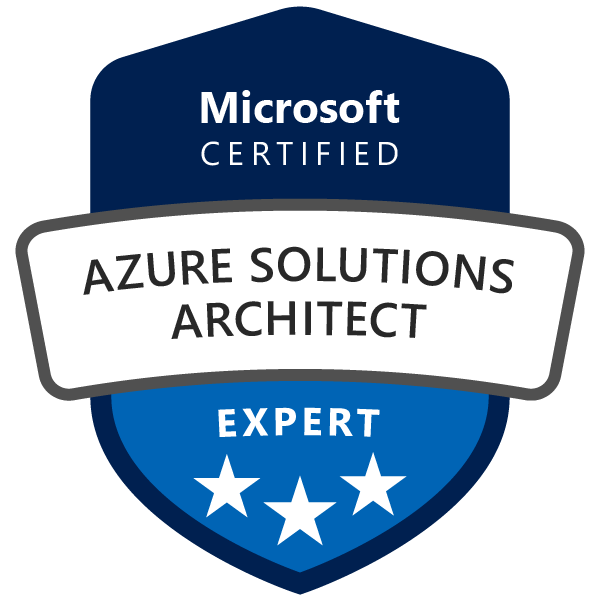 Microsoft
CERTIFIED
AZURE SOLUTIONS
ARCHITECT
EXPERT